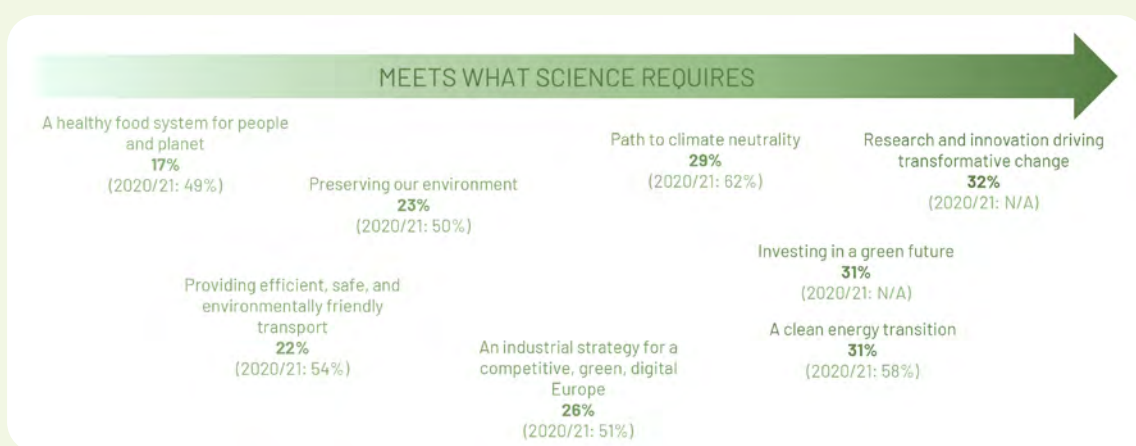 MEETS WHAT SCIENCE REQUIRES
A healthy food system for people
and planet
17%
(2020/21: 49%)
Preserving our environment
23%
(2020/21: 50%)
Path to climate neutrality
29%
(2020/21: 62%)
Research and innovation driving
transformative change
32%
(2020/21: N/A)
Providing efficient, safe, and
environmentally friendly
transport
22%
(2020/21: 54%)
An industrial strategy for a
competitive, green, digital
Europe
26%
(2020/21: 51%)
Investing in a green future
31%
(2020/21: N/A)
A clean energy transition
31%
(2020/21: 58%)